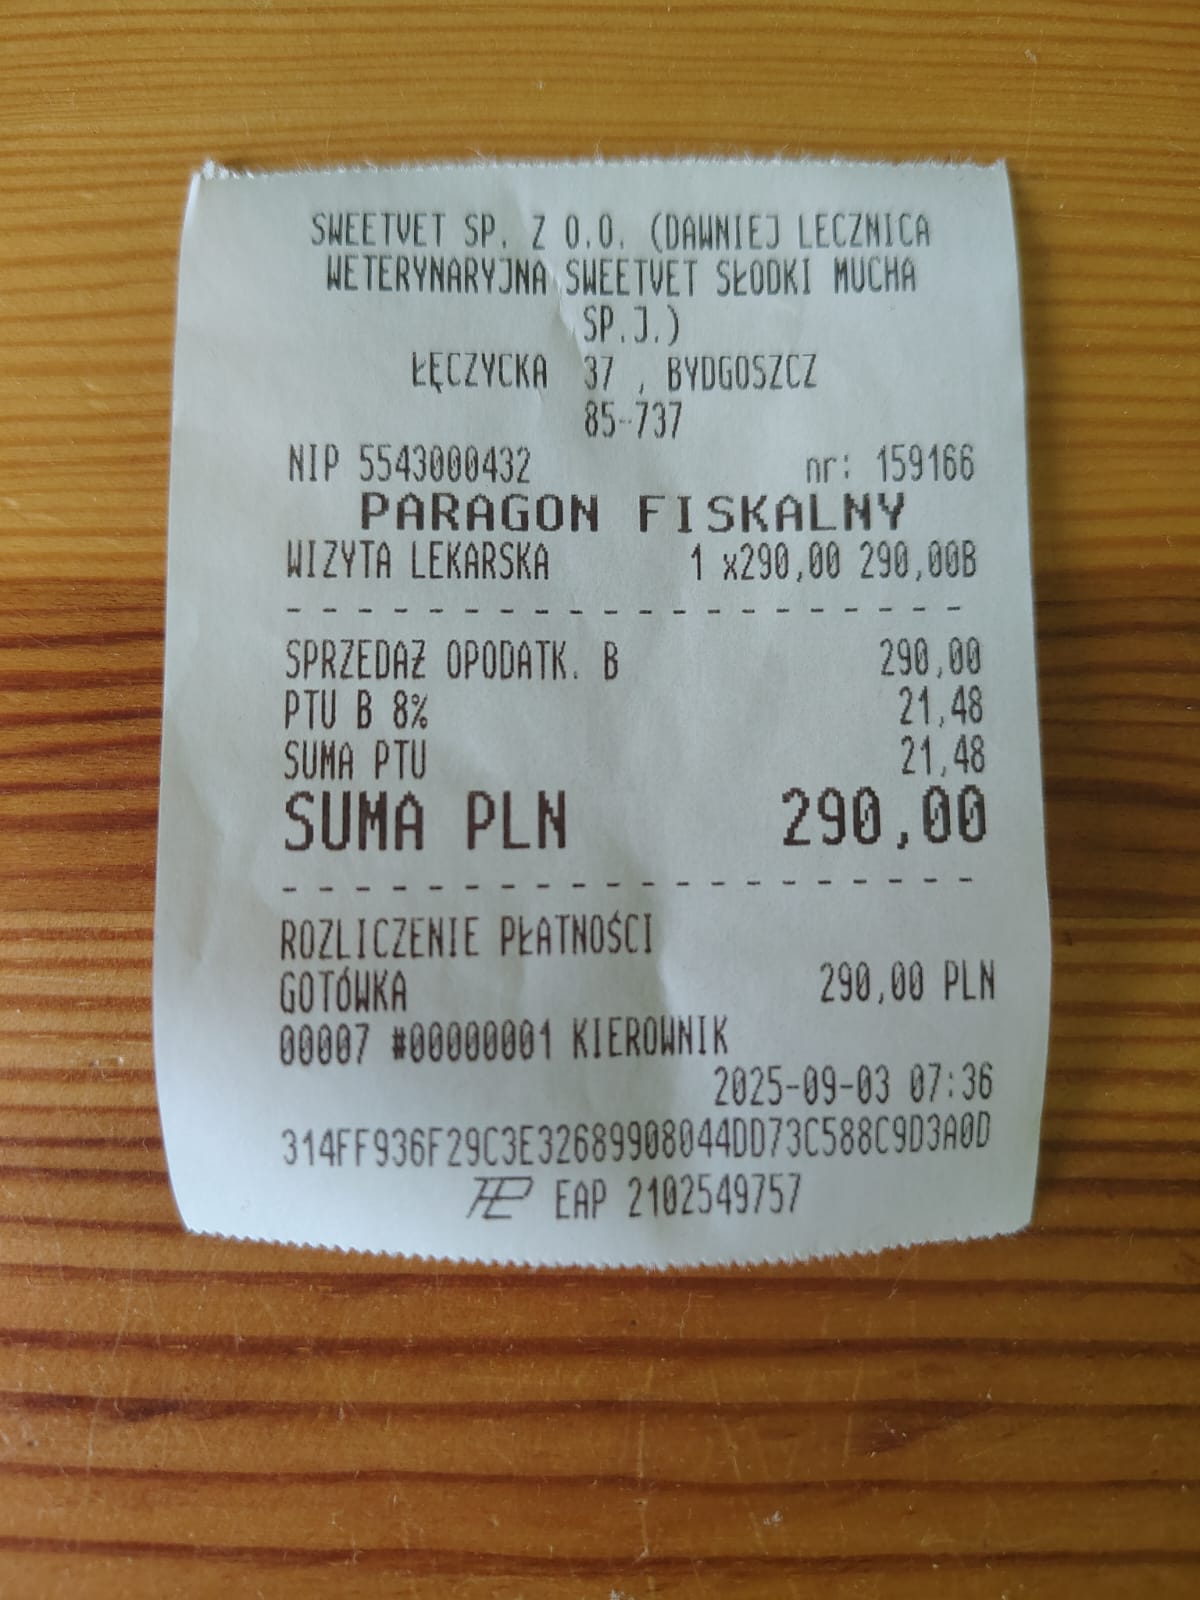 SWEETVET SP. Z O.O. (DAWNIEJ LECZNICA
WETERYNARYJNA SWEETVET SŁODKI MUCHA
SP.J.)
ŁĘCZYCKA 37 , BYDGOSZCZ
85-737
NIP 5543000432 nr: 159166
PARAGON FISKALNY
WIZYTA LEKARSKA 1 x290,00 290,00B
SPRZEDAŻ OPODATK. B 290,00
PTU B 8% 21,48
SUMA PTU 21,48
SUMA PLN 290,00
ROZLICZENIE PŁATNOŚCI
GOTÓWKA 290,00 PLN
00007 #00000001 KIEROWNIK
2025-09-03 07:36
314FF936F29C3E32689908044DD73C588C9D3A0D
EAP 2102549757